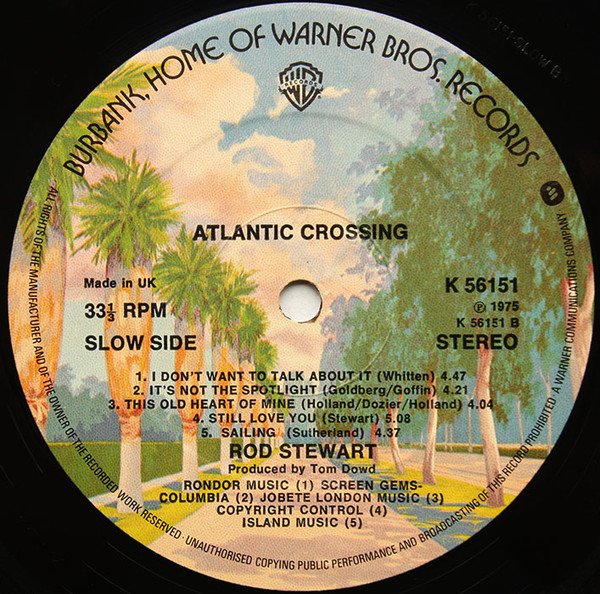 BURBANK, HOME OF WARNER BROS. RECORDS
RECORDS
ATLANTIC CROSSING
Made in UK
K 56151
℗ 1975
33⅓ RPM
K 56151 B
SLOW SIDE
STEREO
1. I DON'T WANT TO TALK ABOUT IT (Whitten) 4.47
2. IT'S NOT THE SPOTLIGHT (Goldberg/Goffin) 4.21
3. THIS OLD HEART OF MINE (Holland/Dozier/Holland) 4.04
4. STILL LOVE YOU (Stewart) 5.08
5. SAILING (Sutherland) 4.37
ROD STEWART
Produced by Tom Dowd
RONDOR MUSIC (1) SCREEN GEMS-
COLUMBIA (2) JOBETE LONDON MUSIC (3)
COPYRIGHT CONTROL (4)
ISLAND MUSIC (5)
ALL RIGHTS OF THE MANUFACTURER AND OF THE OWNER OF THE RECORDED WORK RESERVED · UNAUTHORISED COPYING PUBLIC PERFORMANCE AND BROADCASTING OF THIS RECORD PROHIBITED · A WARNER COMMUNICATIONS COMPANY